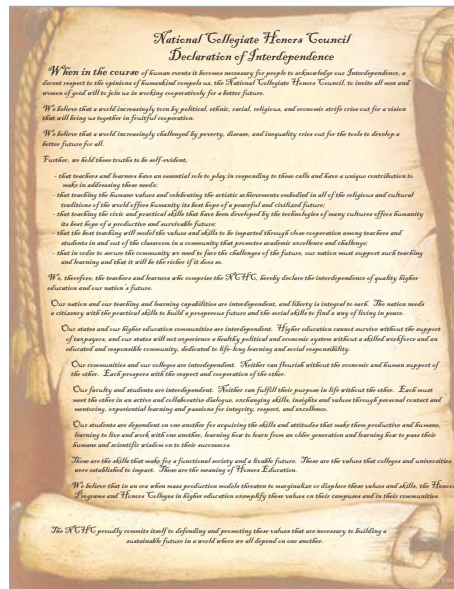 National Collegiate Honors Council
Declaration of Interdependence
When in the course of human events it becomes necessary for people to acknowledge our Interdependence, a
decent respect to the opinions of humankind compels us, the National Collegiate Honors Council, to invite all men and
women of good will to join us in working cooperatively for a better future.
We believe that a world increasingly torn by political, ethnic, racial, religious, and economic strife cries out for a vision
that will bring us together in fruitful cooperation.
We believe that a world increasingly challenged by poverty, disease, and inequality cries out for the tools to develop a
better future for all.
Further, we hold these truths to be self-evident,
- that teachers and learners have an essential role to play in responding to these calls and have a unique contribution to
make in addressing these needs;
- that teaching the humane values and celebrating the artistic achievements embodied in all of the religious and cultural
traditions of the world offers humanity its best hope of a peaceful and civilized future;
- that teaching the civic and practical skills that have been developed by the technologies of many cultures offers humanity
its best hope of a productive and survivable future;
- that the best teaching will model the values and skills to be imparted through close cooperation among teachers and
students in and out of the classroom in a community that promotes academic excellence and challenge;
- that in order to secure the community we need to face the challenges of the future, our nation must support such teaching
and learning and that it will be the richer if it does so.
We, therefore, the teachers and learners who comprise the NCHC, hereby declare the interdependence of quality higher
education and our nation's future.
Our nation and our teaching and learning capabilities are interdependent, and liberty is integral to each. The nation needs
a citizenry with the practical skills to build a prosperous future and the social skills to find a way of living in peace.
Our states and our higher education communities are interdependent. Higher education cannot survive without the support
of taxpayers, and our states will not experience a healthy political and economic system without a skilled workforce and an
educated and responsible community, dedicated to life-long learning and social responsibility.
Our communities and our colleges are interdependent. Neither can flourish without the economic and human support of
the other. Each prospers with the respect and cooperation of the other.
Our faculty and students are interdependent. Neither can fulfill their purpose in life without the other. Each must
meet the other in an active and collaborative dialogue, exchanging skills, insights and values through personal contact and
mentoring, experiential learning and passions for integrity, respect, and excellence.
Our students are dependent on one another for acquiring the skills and attitudes that make them productive and humane,
learning to live and work with one another, learning how to learn from an older generation and learning how to pass their
humane and scientific wisdom on to their successors.
These are the skills that make for a functional society and a livable future. These are the values that colleges and universities
were established to impart. These are the meaning of Honors Education.
We believe that in an era when mass production models threaten to marginalize or displace these values and skills, the Honors
Programs and Honors Colleges in higher education exemplify these values on their campuses and in their communities.
The NCHC proudly commits itself to defending and promoting these values that are necessary to building a
sustainable future in a world where we all depend on one another.